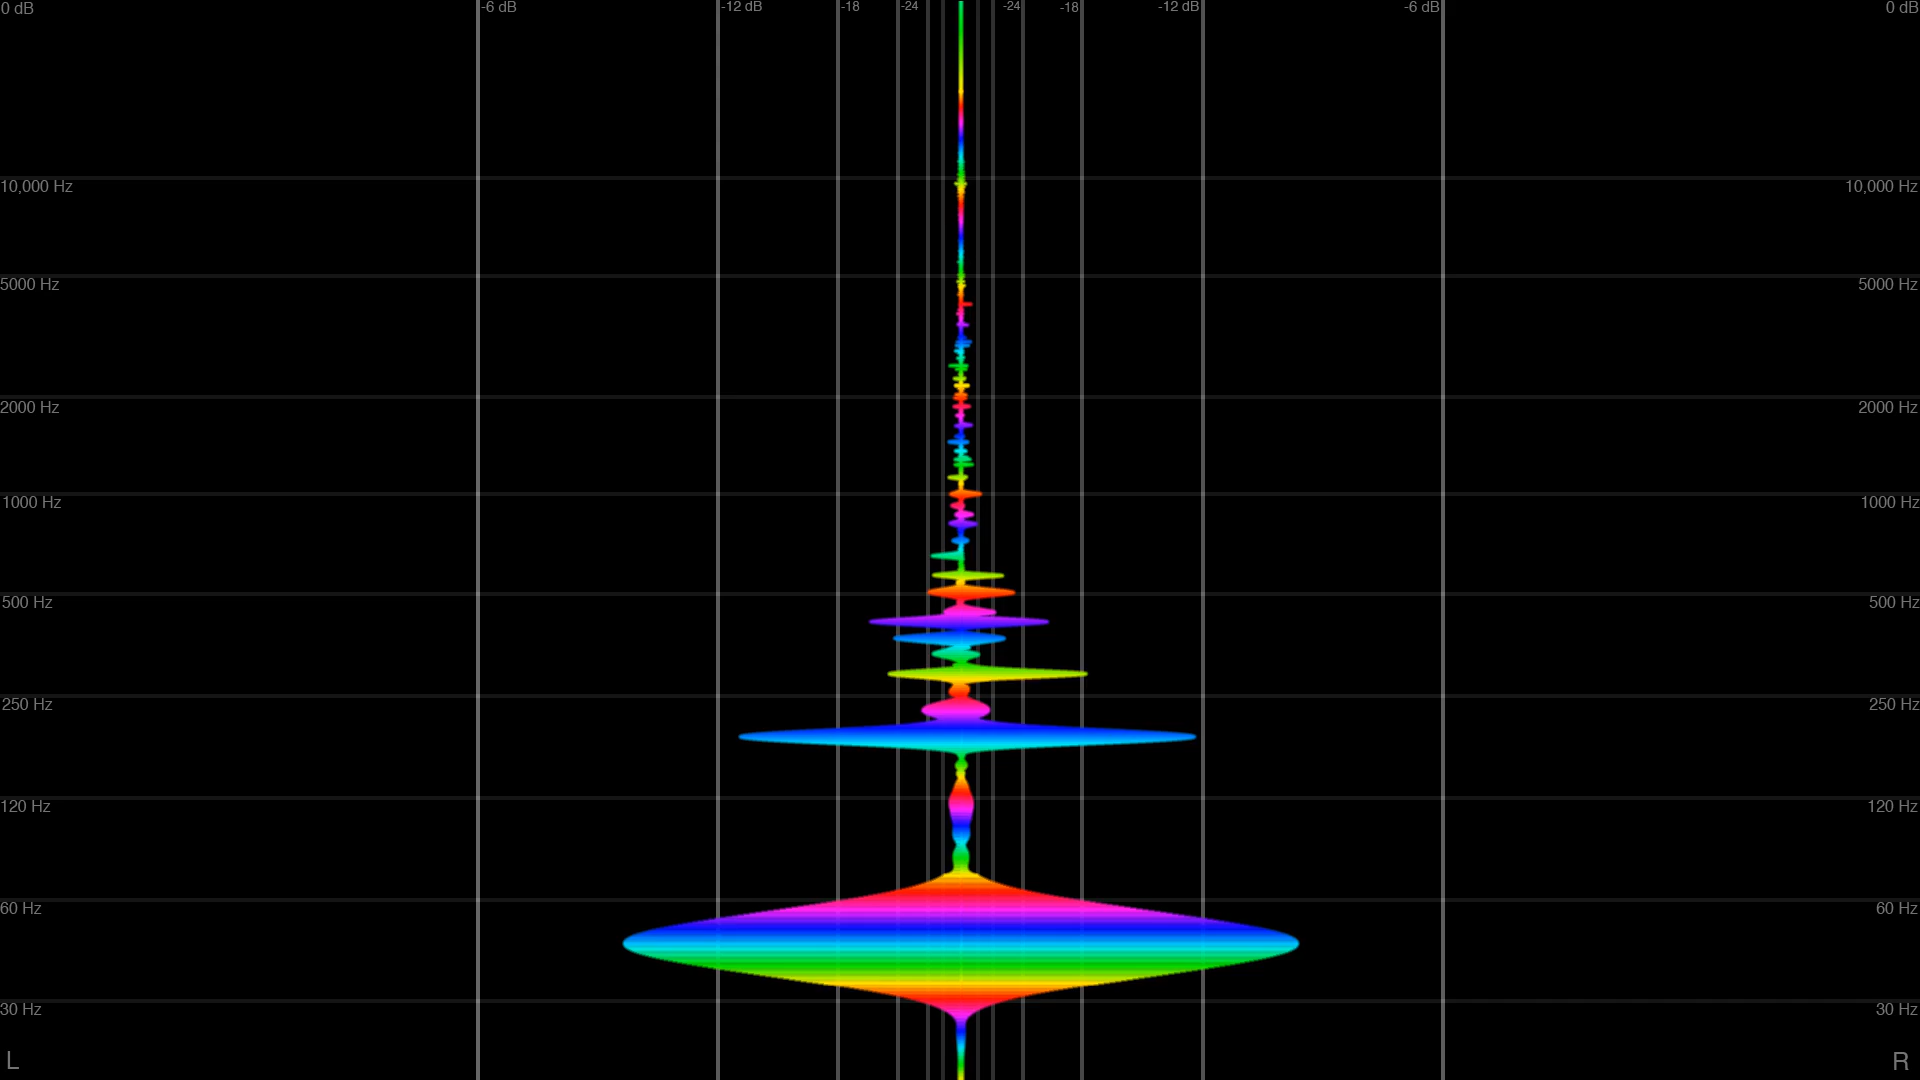 0 dB -6 dB -12 dB -18 -24 -24 -18 -12 dB -6 dB 0 dB
10,000 Hz 10,000 Hz
5000 Hz 5000 Hz
2000 Hz 2000 Hz
1000 Hz 1000 Hz
500 Hz 500 Hz
250 Hz 250 Hz
120 Hz 120 Hz
60 Hz 60 Hz
30 Hz 30 Hz
L R